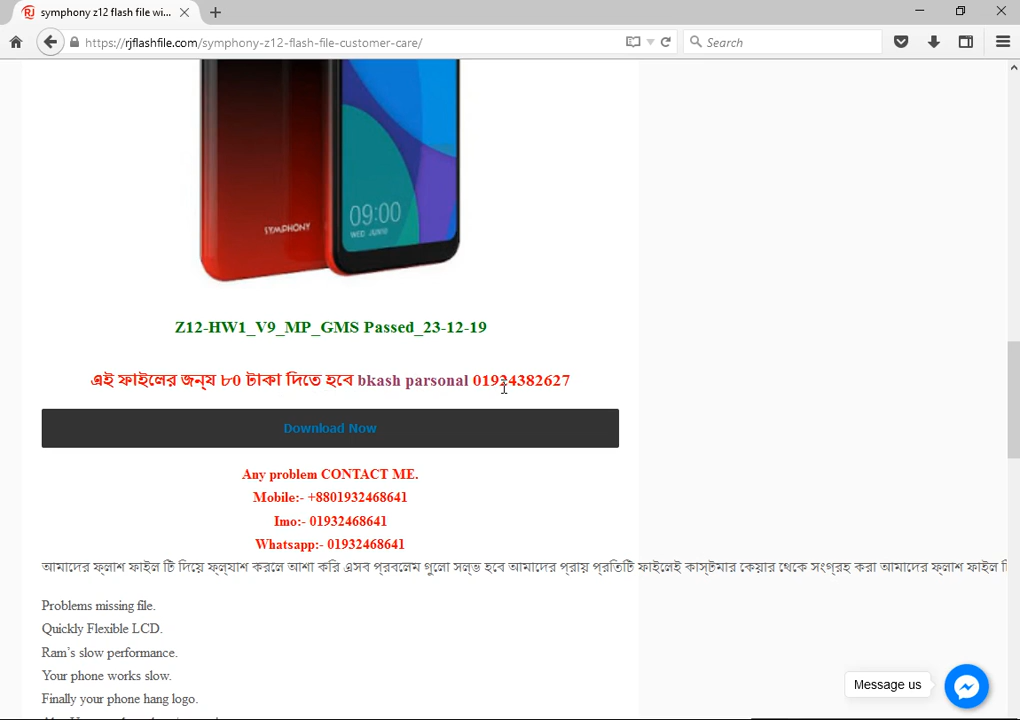 symphony z12 flash file wi...
https://rjflashfile.com/symphony-z12-flash-file-customer-care/
Search
SYMPHONY
09:00
WED JUN10
Z12-HW1_V9_MP_GMS Passed_23-12-19
এই ফাইলের জন্য ৮0 টাকা দিতে হবে bkash parsonal 01924382627
Download Now
Any problem CONTACT ME.
Mobile:- +8801932468641
Imo:- 01932468641
Whatsapp:- 01932468641
আমাদের ফ্লাশ ফাইল টি দিয়ে ফ্ল্যাশ করলে আশা করি এসব প্রবলেম গুলো সল্ভ হবে আমাদের প্রায় প্রতিটি ফাইলেই কাস্টমার কেয়ার থেকে সংগ্রহ করা আমাদের ফ্লাশ ফাইল
Problems missing file.
Quickly Flexible LCD.
Ram's slow performance.
Your phone works slow.
Finally your phone hang logo.
Message us